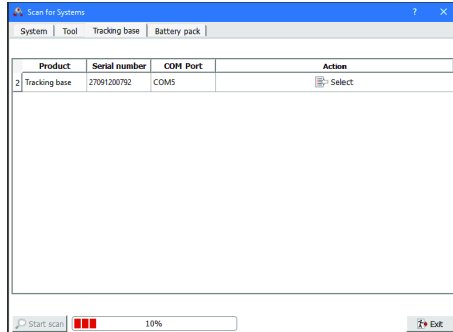 Scan for Systems ?
System Tool Tracking base Battery pack
Product Serial number COM Port Action
2 Tracking base 27091200792 COM5 Select
Start scan 10% Exit